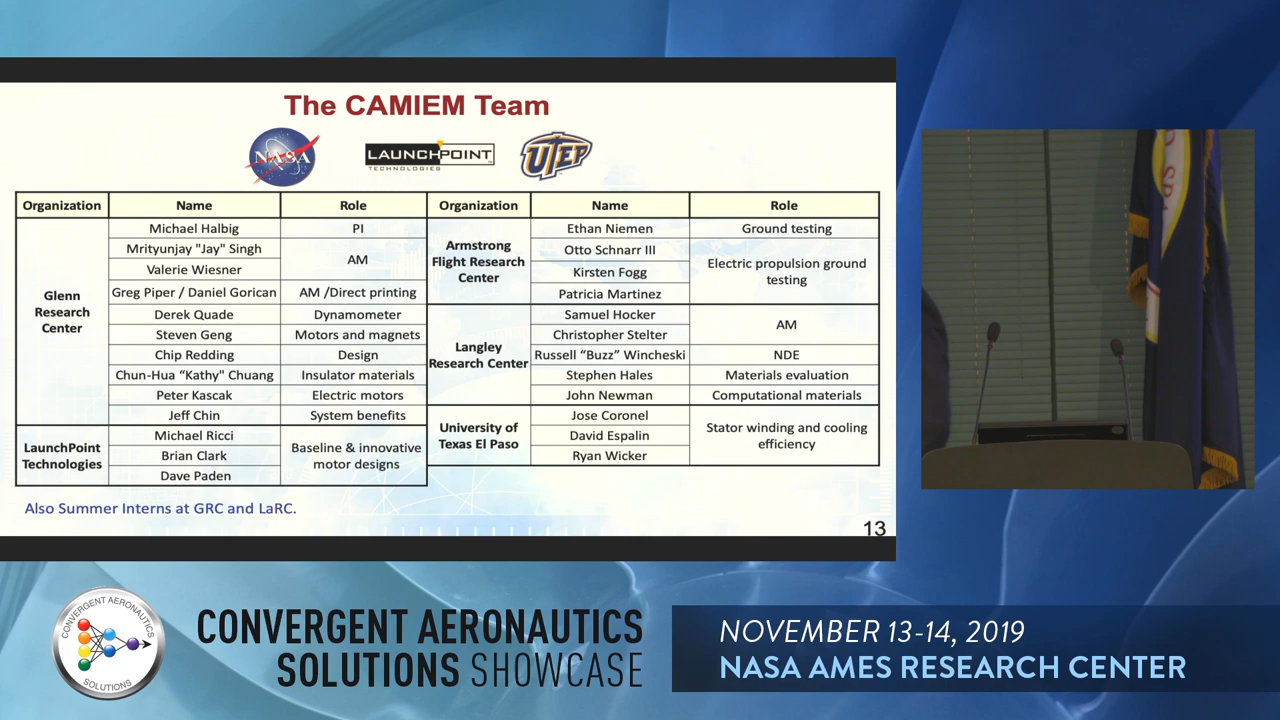 The CAMIEM Team
NASA
LAUNCHPOINT
TECHNOLOGIES
UTEP
Organization Name Role Organization Name Role
Glenn
Research
Center
Michael Halbig PI
Mrityunjay "Jay" Singh
Valerie Wiesner
AM
Greg Piper / Daniel Gorican AM /Direct printing
Derek Quade Dynamometer
Steven Geng Motors and magnets
Chip Redding Design
Chun-Hua “Kathy" Chuang Insulator materials
Peter Kascak Electric motors
Jeff Chin System benefits
LaunchPoint
Technologies
Michael Ricci
Brian Clark
Dave Paden
Baseline & innovative
motor designs
Armstrong
Flight Research
Center
Ethan Niemen Ground testing
Otto Schnarr III
Kirsten Fogg
Patricia Martinez
Electric propulsion ground
testing
Langley
Research Center
Samuel Hocker
Christopher Stelter
AM
Russell “Buzz” Wincheski NDE
Stephen Hales Materials evaluation
John Newman Computational materials
University of
Texas El Paso
Jose Coronel
David Espalin
Ryan Wicker
Stator winding and cooling
efficiency
Also Summer Interns at GRC and LaRC.
13
CONVERGENT AERONAUTICS
SOLUTIONS
CONVERGENT AERONAUTICS
SOLUTIONS SHOWCASE
NOVEMBER 13-14, 2019
NASA AMES RESEARCH CENTER